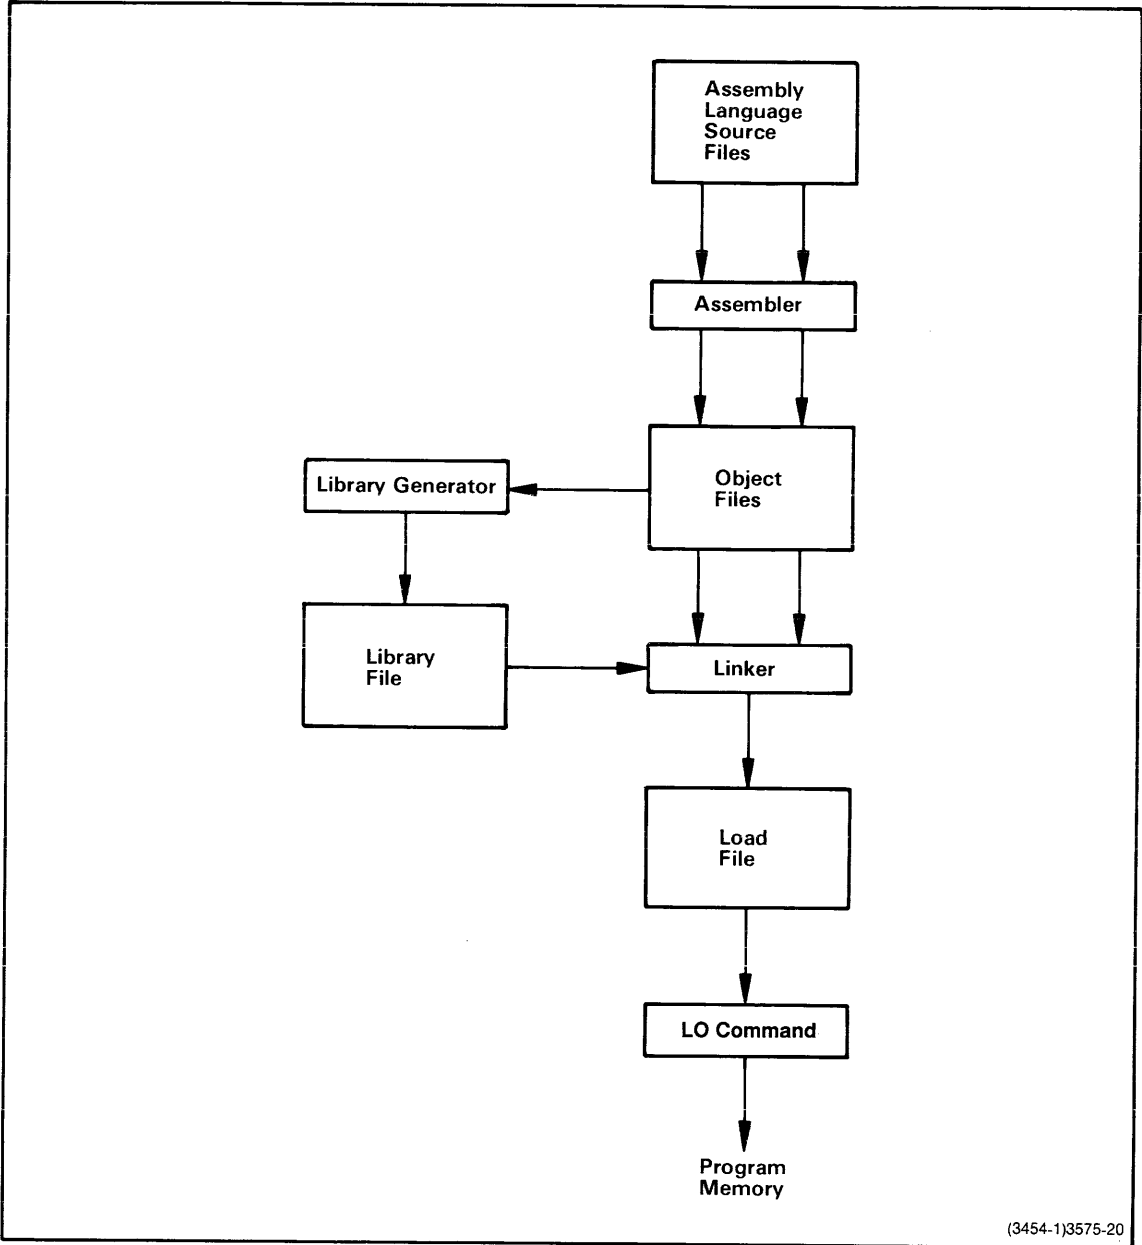 Assembly
Language
Source
Files
Assembler
Object
Files
Library Generator
Library
File
Linker
Load
File
LO Command
Program
Memory
(3454-1)3575-20